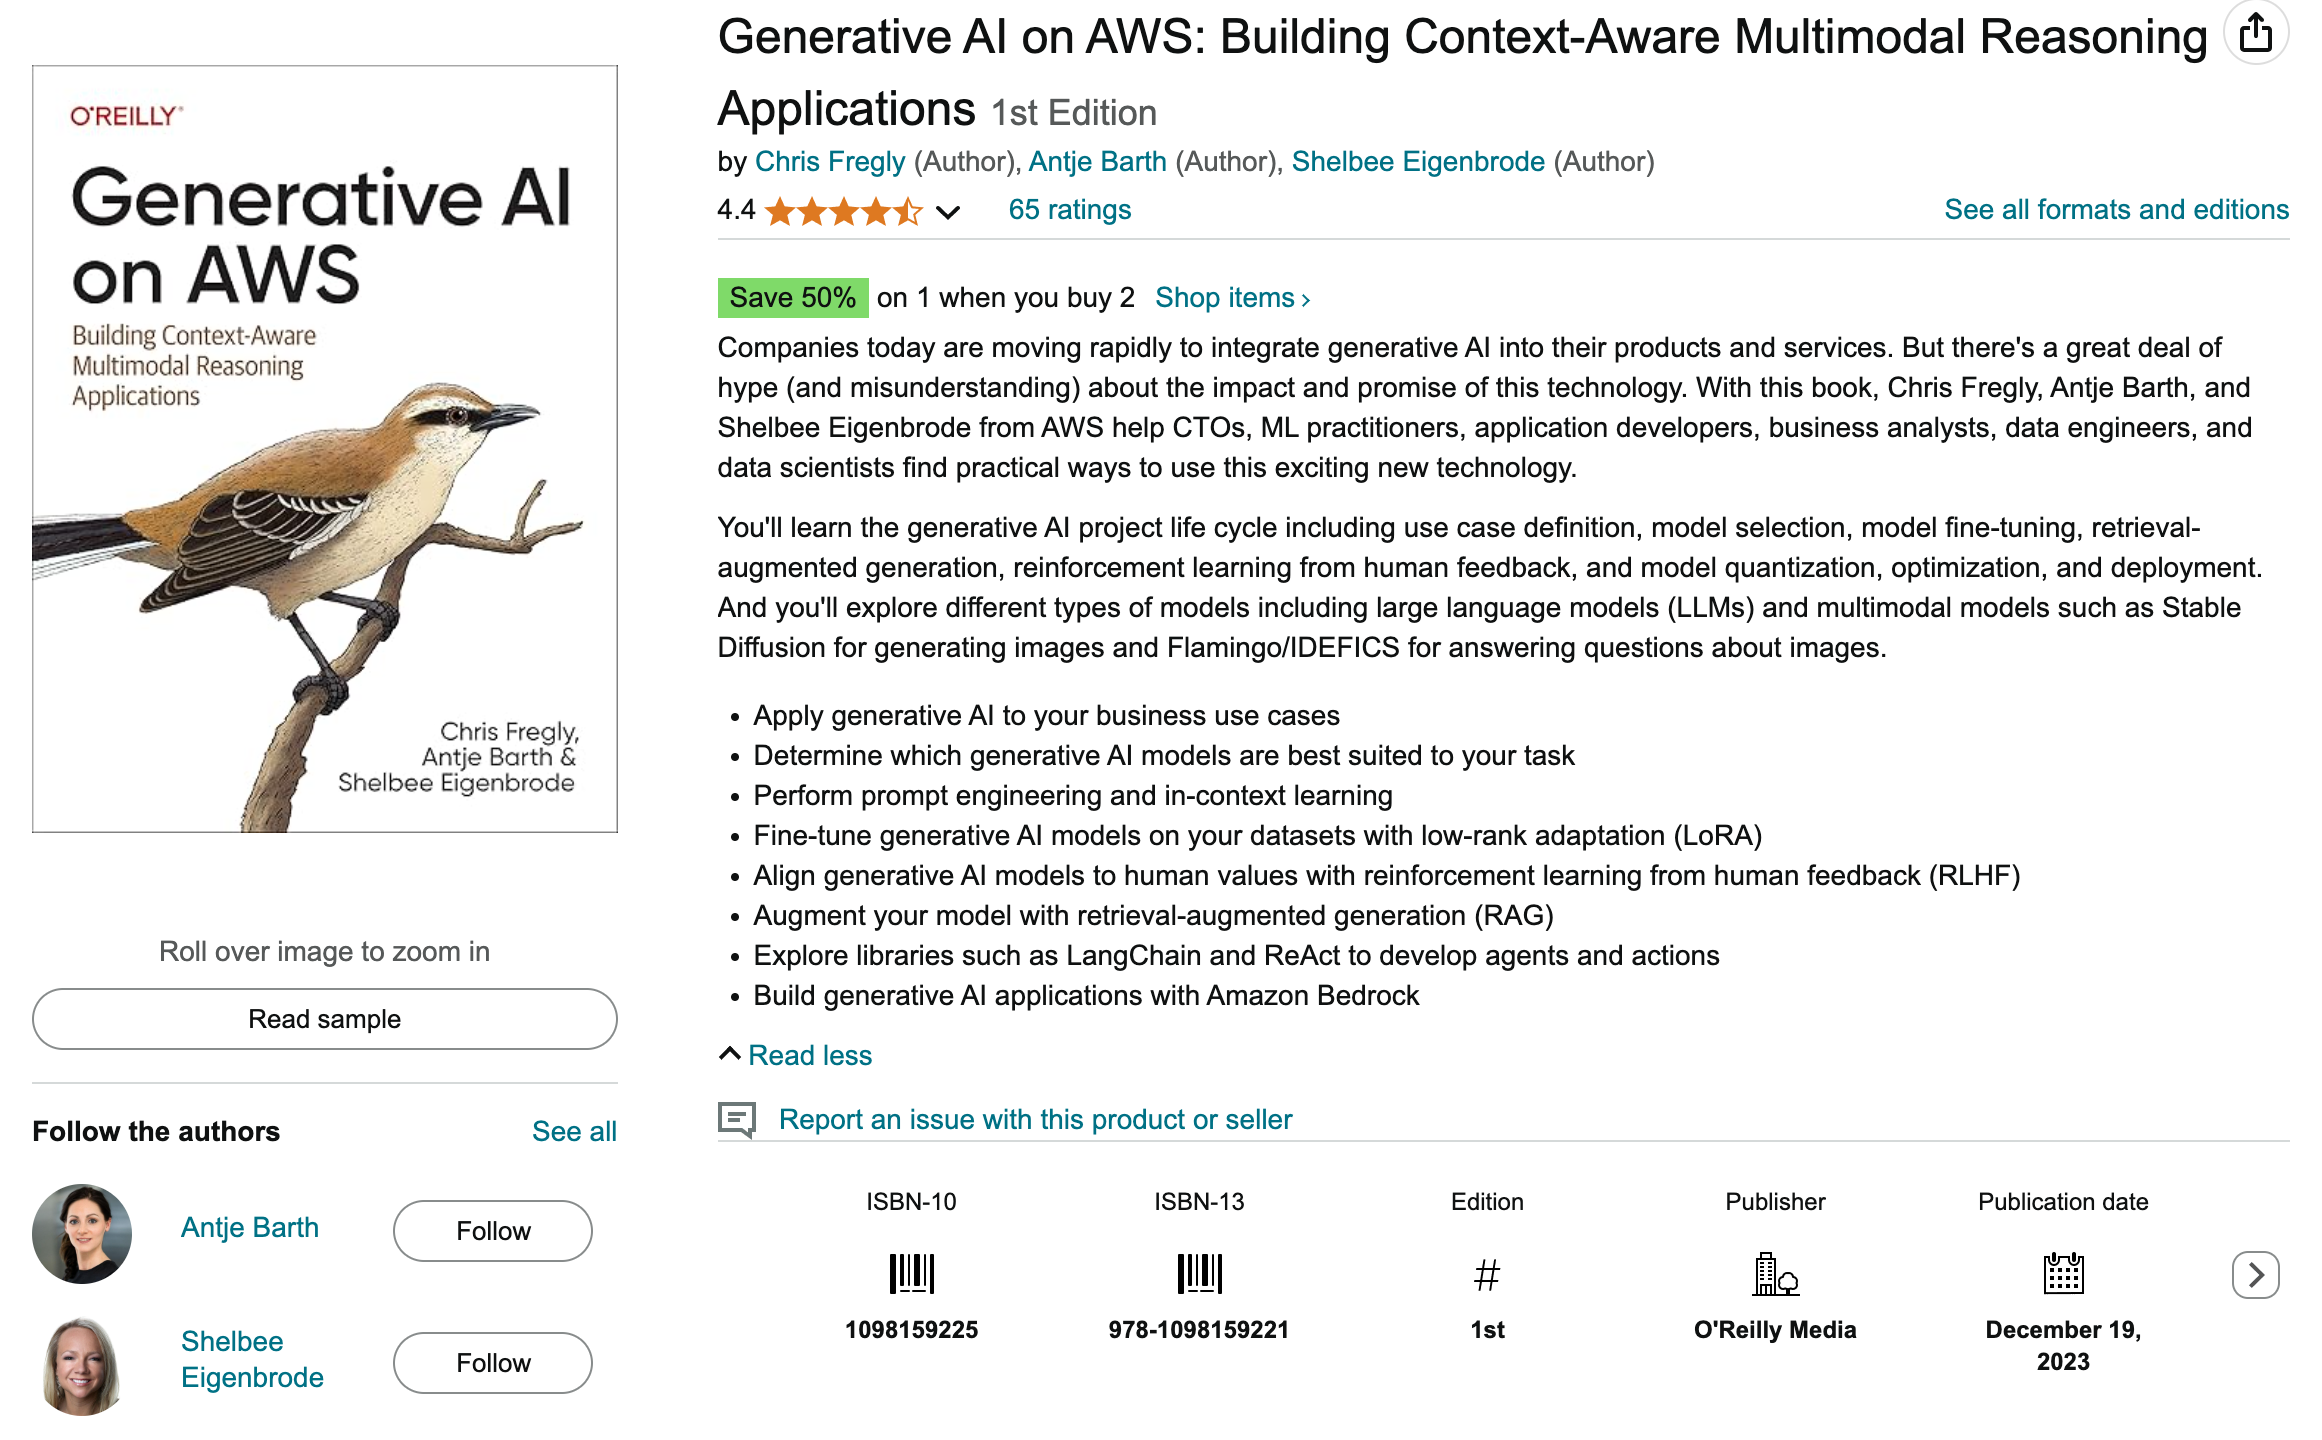 O'REILLY®
Generative AI
on AWS
Building Context-Aware
Multimodal Reasoning
Applications
Chris Fregly,
Antje Barth &
Shelbee Eigenbrode
Roll over image to zoom in
Read sample
Follow the authors
See all
Antje Barth
Follow
Shelbee
Eigenbrode
Follow
Generative AI on AWS: Building Context-Aware Multimodal Reasoning
Applications 1st Edition
by Chris Fregly (Author), Antje Barth (Author), Shelbee Eigenbrode (Author)
4.4 65 ratings See all formats and editions
Save 50% on 1 when you buy 2 Shop items ›
Companies today are moving rapidly to integrate generative AI into their products and services. But there's a great deal of
hype (and misunderstanding) about the impact and promise of this technology. With this book, Chris Fregly, Antje Barth, and
Shelbee Eigenbrode from AWS help CTOs, ML practitioners, application developers, business analysts, data engineers, and
data scientists find practical ways to use this exciting new technology.
You'll learn the generative AI project life cycle including use case definition, model selection, model fine-tuning, retrieval-
augmented generation, reinforcement learning from human feedback, and model quantization, optimization, and deployment.
And you'll explore different types of models including large language models (LLMs) and multimodal models such as Stable
Diffusion for generating images and Flamingo/IDEFICS for answering questions about images.
• Apply generative AI to your business use cases
• Determine which generative AI models are best suited to your task
• Perform prompt engineering and in-context learning
• Fine-tune generative AI models on your datasets with low-rank adaptation (LoRA)
• Align generative AI models to human values with reinforcement learning from human feedback (RLHF)
• Augment your model with retrieval-augmented generation (RAG)
• Explore libraries such as LangChain and ReAct to develop agents and actions
• Build generative AI applications with Amazon Bedrock
Read less
Report an issue with this product or seller
ISBN-10
1098159225
ISBN-13
978-1098159221
Edition
#
1st
Publisher
O'Reilly Media
Publication date
December 19,
2023